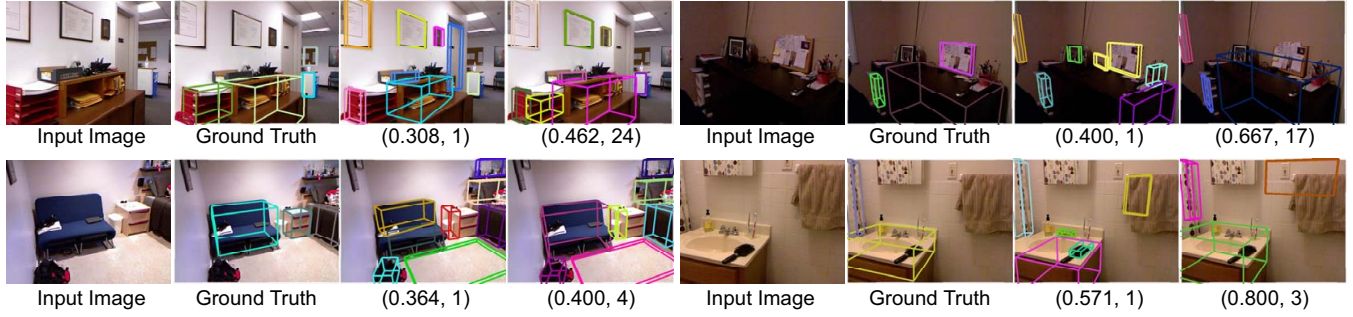 Input Image Ground Truth (0.308, 1) (0.462, 24) Input Image Ground Truth (0.400, 1) (0.667, 17)
Input Image Ground Truth (0.364, 1) (0.400, 4) Input Image Ground Truth (0.571, 1) (0.800, 3)